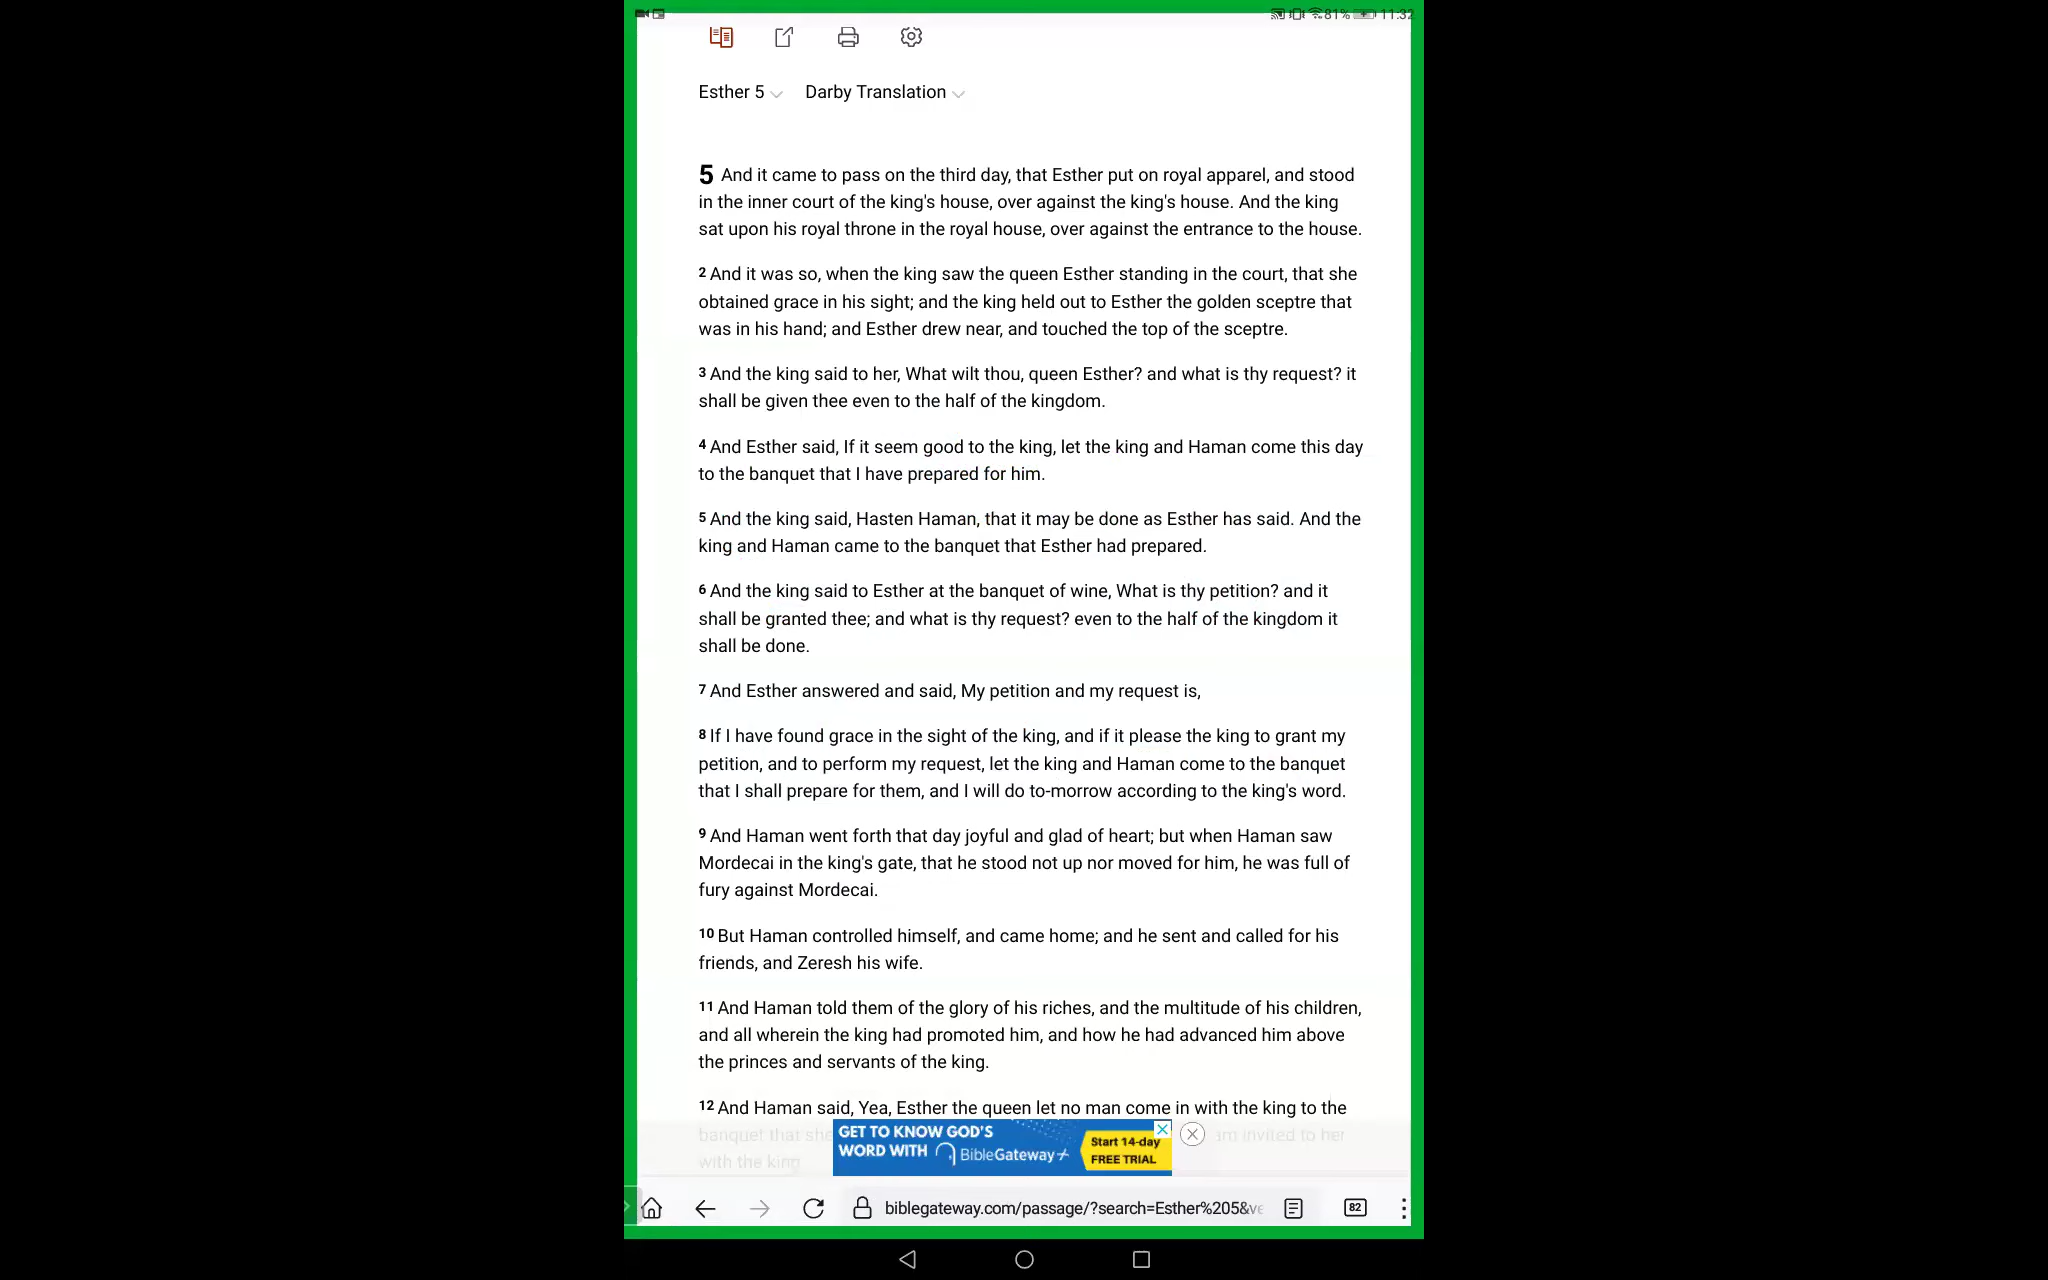 81% 11:32
Esther 5 Darby Translation
5 And it came to pass on the third day, that Esther put on royal apparel, and stood
in the inner court of the king's house, over against the king's house. And the king
sat upon his royal throne in the royal house, over against the entrance to the house.
2 And it was so, when the king saw the queen Esther standing in the court, that she
obtained grace in his sight; and the king held out to Esther the golden sceptre that
was in his hand; and Esther drew near, and touched the top of the sceptre.
3 And the king said to her, What wilt thou, queen Esther? and what is thy request? it
shall be given thee even to the half of the kingdom.
4 And Esther said, If it seem good to the king, let the king and Haman come this day
to the banquet that I have prepared for him.
5 And the king said, Hasten Haman, that it may be done as Esther has said. And the
king and Haman came to the banquet that Esther had prepared.
6 And the king said to Esther at the banquet of wine, What is thy petition? and it
shall be granted thee; and what is thy request? even to the half of the kingdom it
shall be done.
7 And Esther answered and said, My petition and my request is,
8 If I have found grace in the sight of the king, and if it please the king to grant my
petition, and to perform my request, let the king and Haman come to the banquet
that I shall prepare for them, and I will do to-morrow according to the king's word.
9 And Haman went forth that day joyful and glad of heart; but when Haman saw
Mordecai in the king's gate, that he stood not up nor moved for him, he was full of
fury against Mordecai.
10 But Haman controlled himself, and came home; and he sent and called for his
friends, and Zeresh his wife.
11 And Haman told them of the glory of his riches, and the multitude of his children,
and all wherein the king had promoted him, and how he had advanced him above
the princes and servants of the king.
12 And Haman said, Yea, Esther the queen let no man come in with the king to the
banquet that she am invited to her
with the king
GET TO KNOW GOD'S
WORD WITH BibleGateway+
Start 14-day
FREE TRIAL
biblegateway.com/passage/?search=Esther%205&ve
82